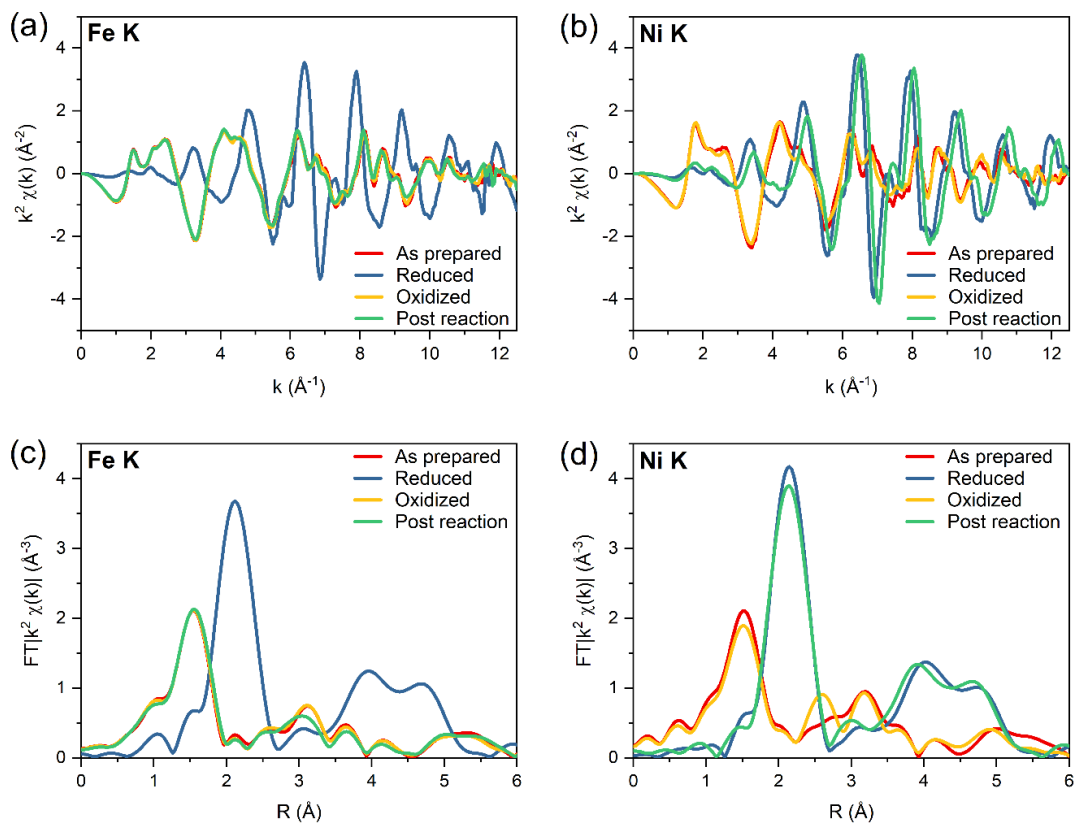 (a)
Fe K
4
2
0
-2
-4
k² χ(k) (Å⁻²)
As prepared
Reduced
Oxidized
Post reaction
0 2 4 6 8 10 12
k (Å⁻¹)
(b)
Ni K
4
2
0
-2
-4
k² χ(k) (Å⁻²)
As prepared
Reduced
Oxidized
Post reaction
0 2 4 6 8 10 12
k (Å⁻¹)
(c)
Fe K
4
3
2
1
0
FT|k² χ(k)| (Å⁻³)
As prepared
Reduced
Oxidized
Post reaction
0 1 2 3 4 5 6
R (Å)
(d)
Ni K
4
3
2
1
0
FT|k² χ(k)| (Å⁻³)
As prepared
Reduced
Oxidized
Post reaction
0 1 2 3 4 5 6
R (Å)